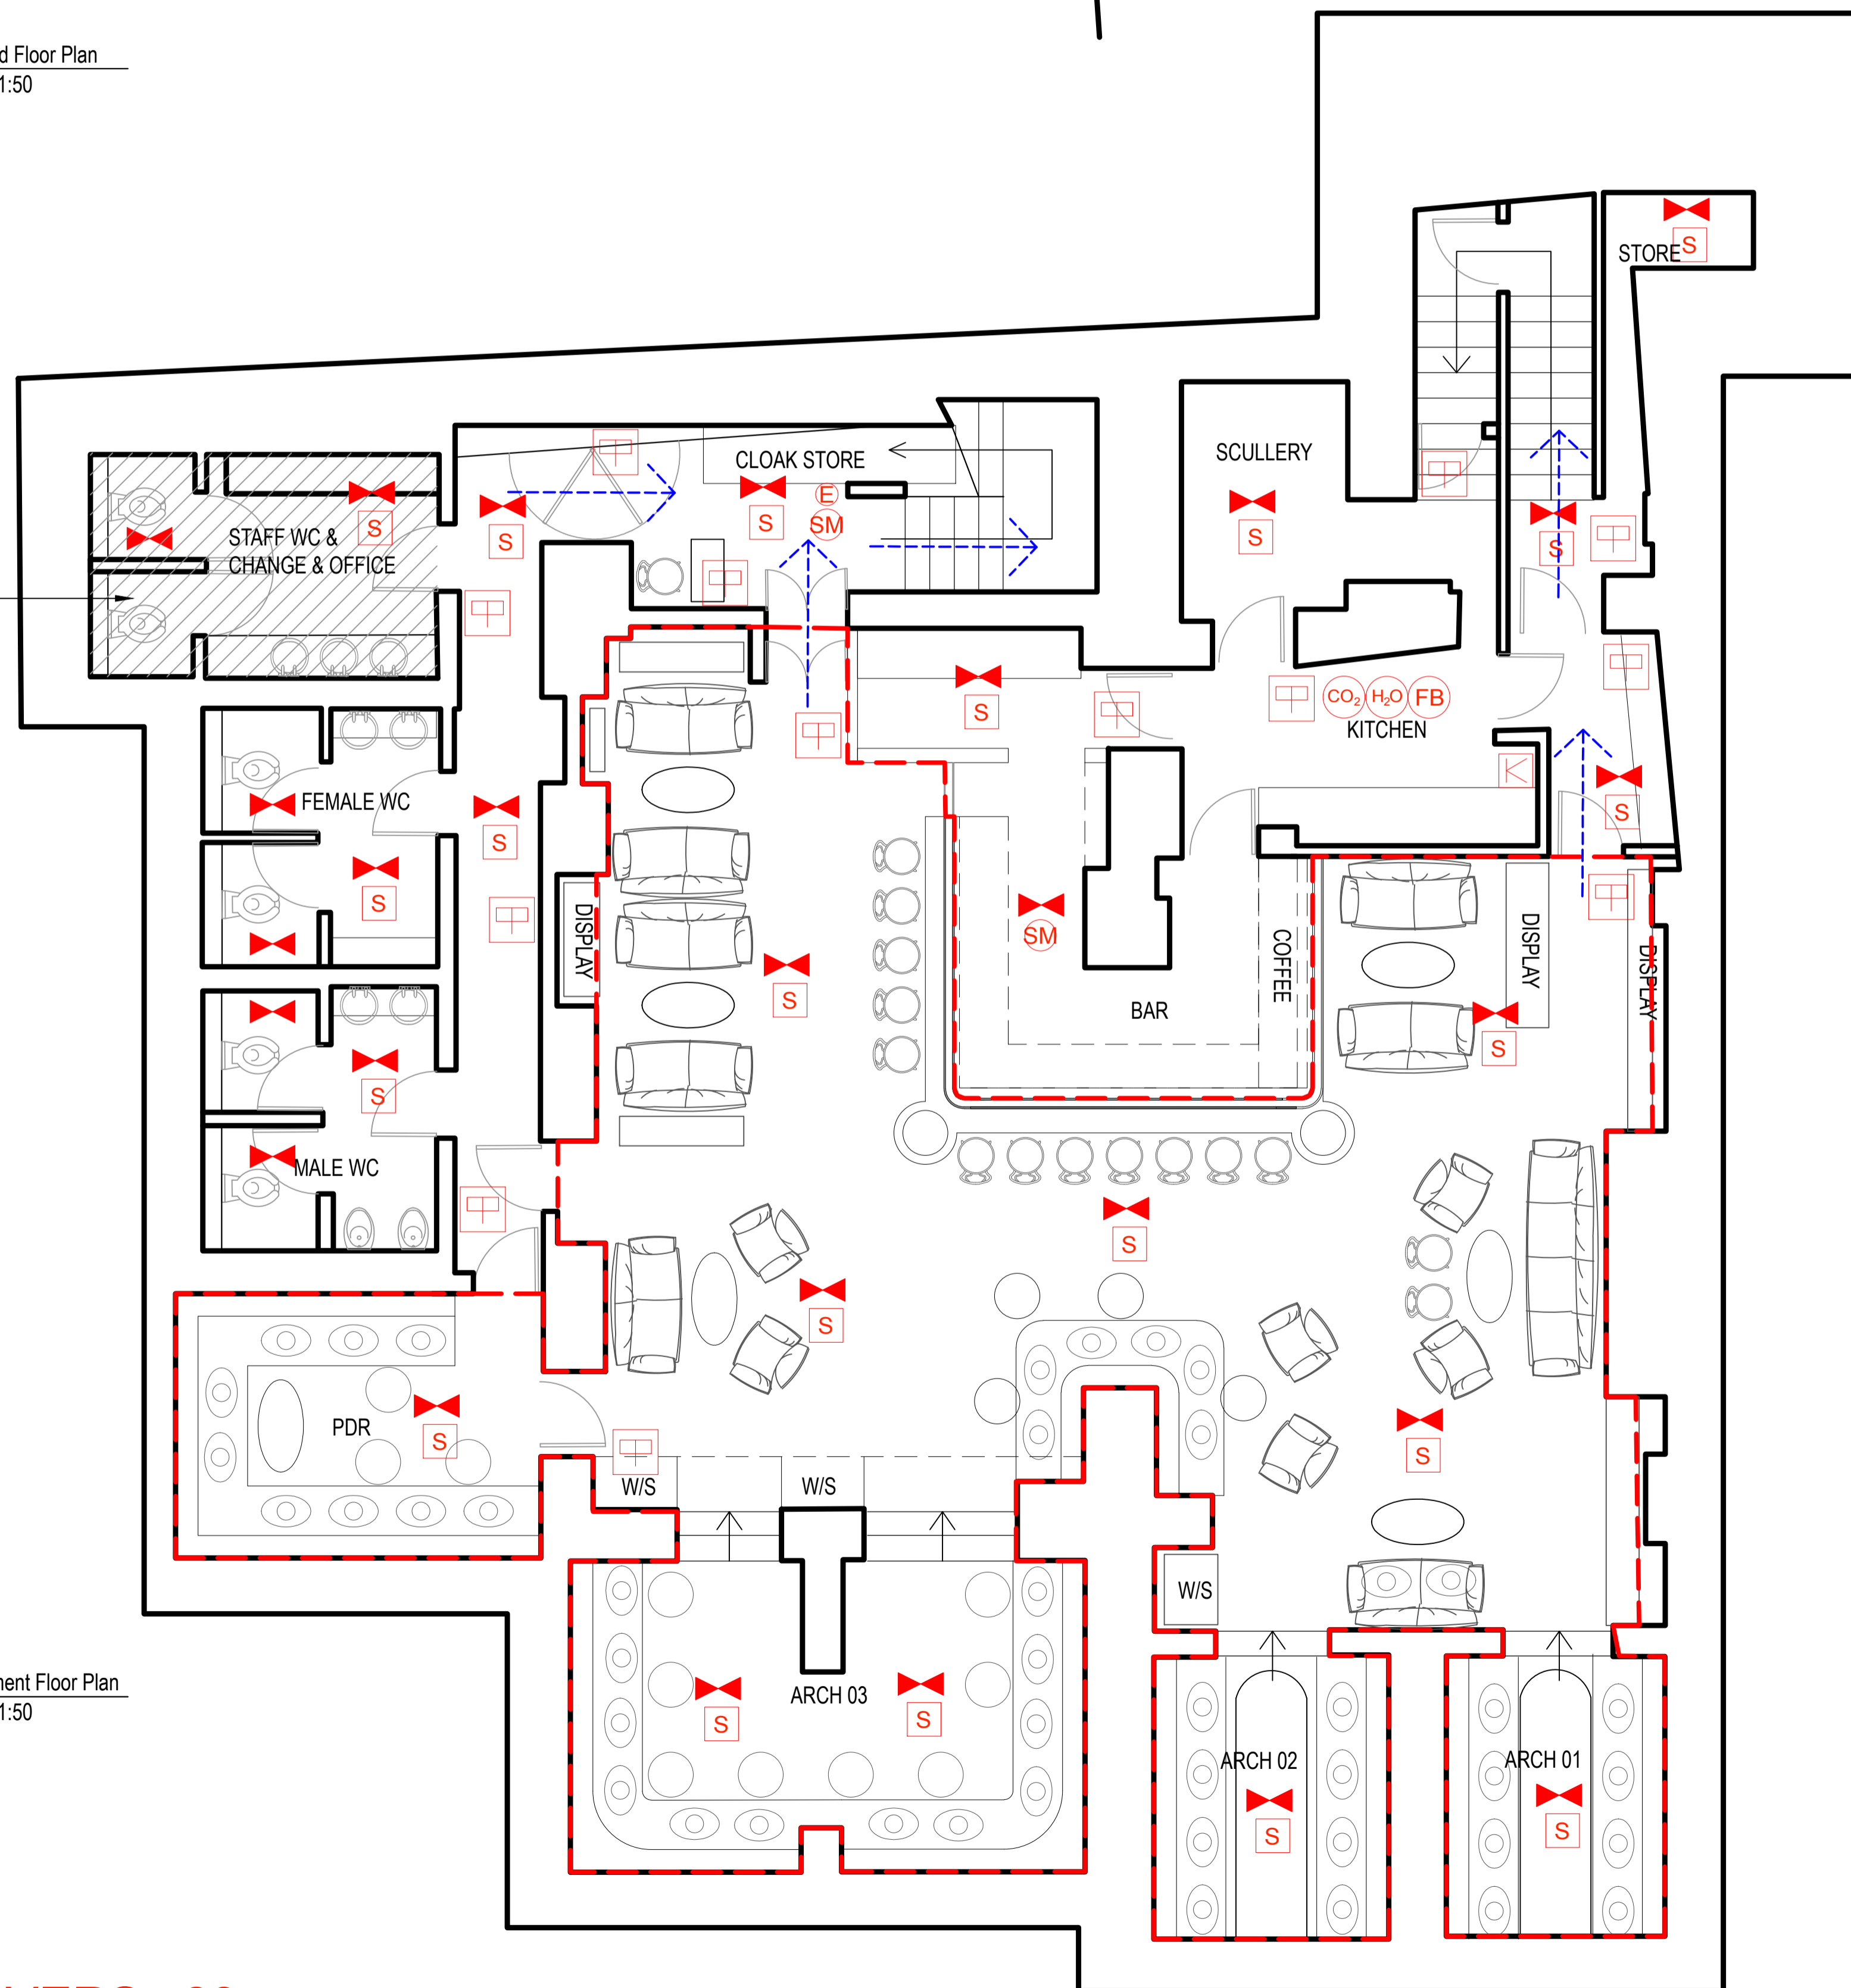 d Floor Plan
1:50
STORE
S
CLOAK STORE
SCULLERY
S
E
S
SM
S
S
S
S
STAFF WC &
CHANGE & OFFICE
CO₂
H₂O
FB
S
KITCHEN
FEMALE WC
S
S
S
DISPLAY
SM
COFFEE
DISPLAY
DISPLAY
S
BAR
S
S
MALE WC
S
S
PDR
S
S
W/S
W/S
W/S
ment Floor Plan
1:50
ARCH 03
S
S
ARCH 02
ARCH 01
S
S